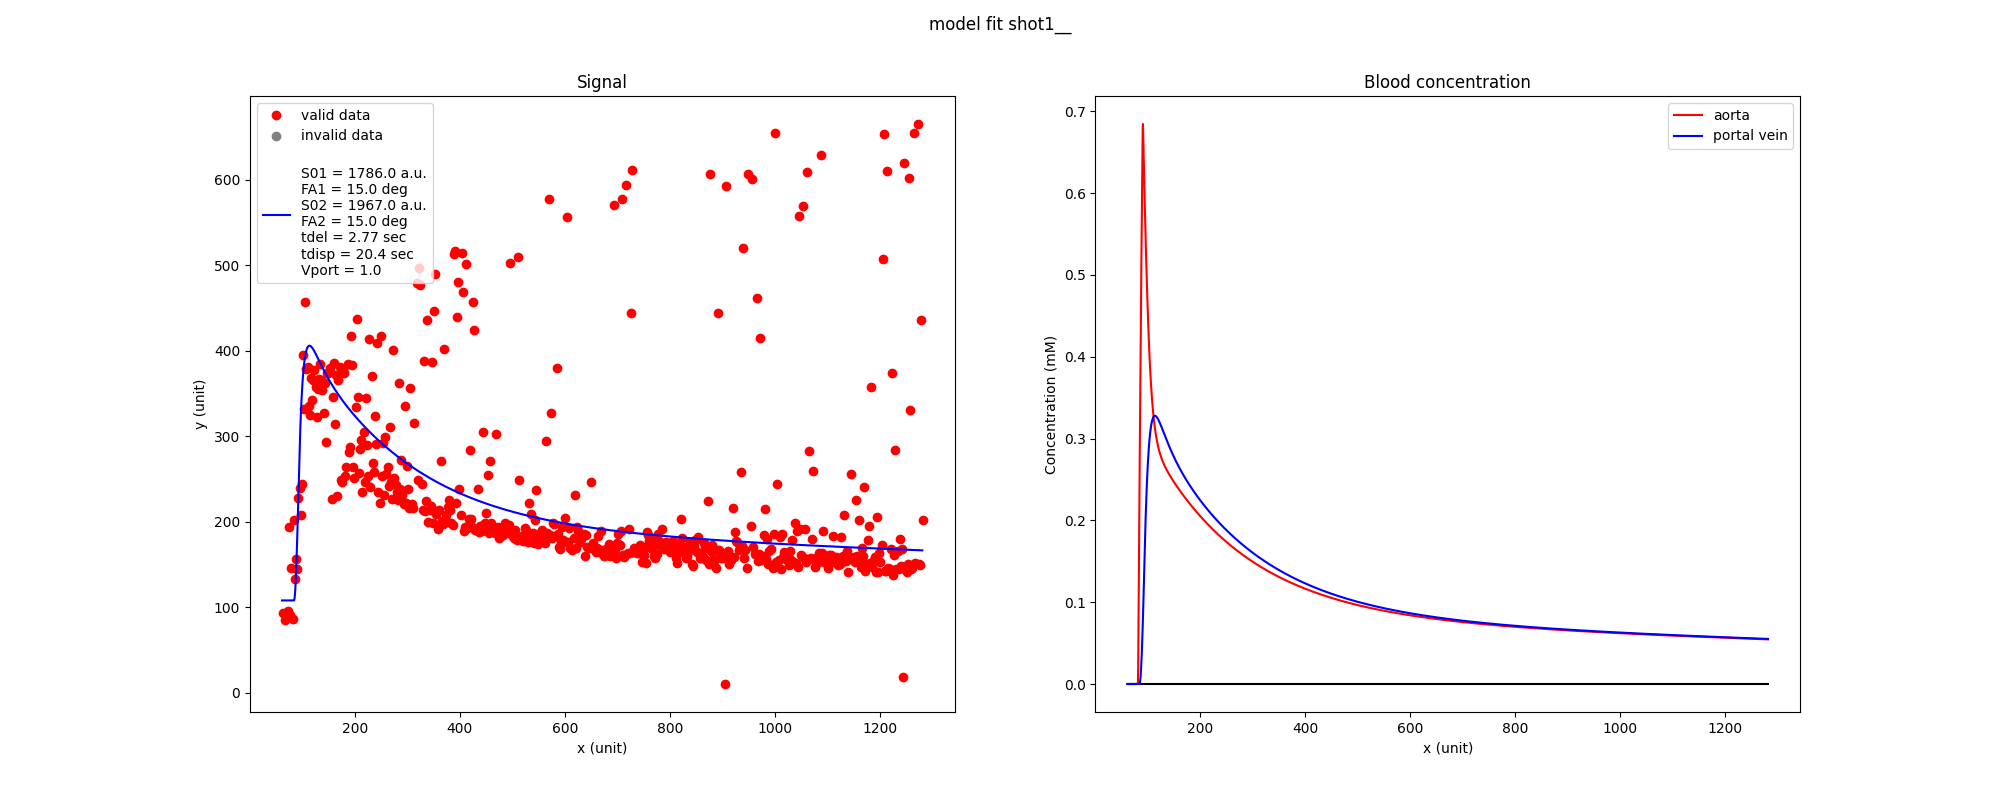 model fit shot1__
Signal
valid data
invalid data
S01 = 1786.0 a.u.
FA1 = 15.0 deg
S02 = 1967.0 a.u.
FA2 = 15.0 deg
tdel = 2.77 sec
tdisp = 20.4 sec
Vport = 1.0
y (unit)
600
500
400
300
200
100
0
200
400
600
800
1000
1200
x (unit)
Blood concentration
aorta
portal vein
Concentration (mM)
0.7
0.6
0.5
0.4
0.3
0.2
0.1
0.0
200
400
600
800
1000
1200
x (unit)